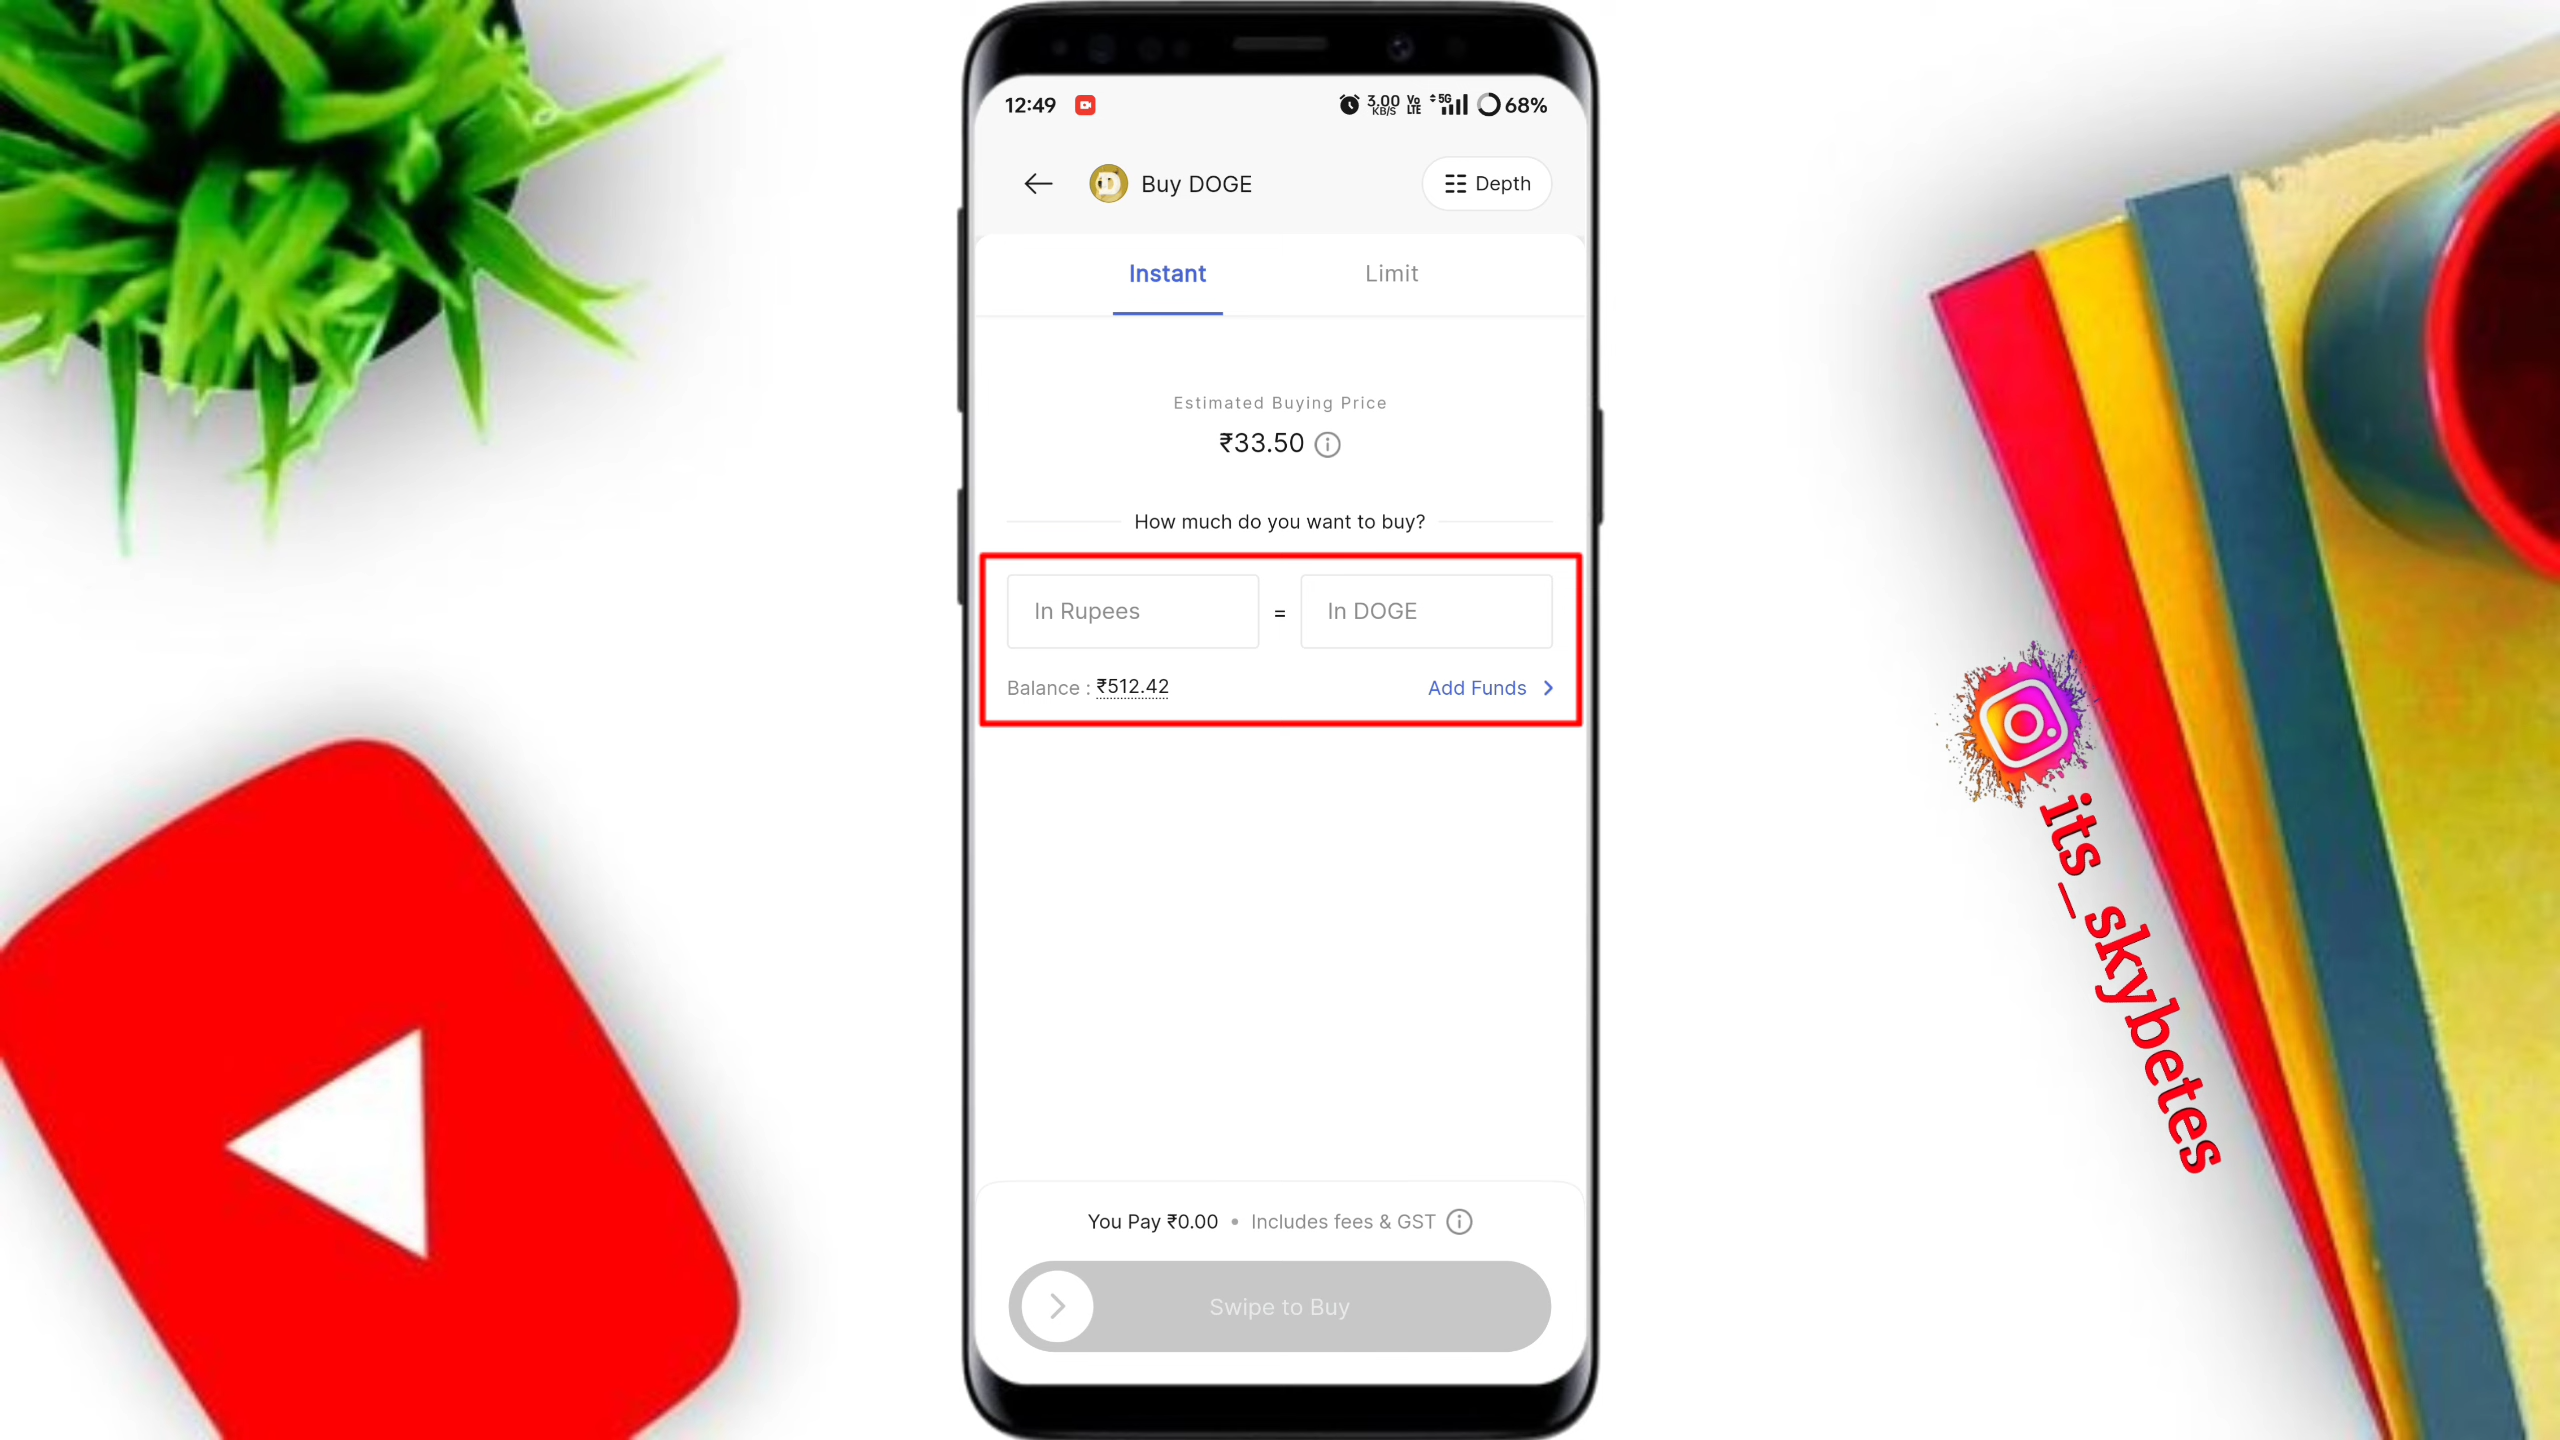 12:49
3.00 KB/S Vo LTE 5G 68%
Buy DOGE
Depth
Instant
Limit
Estimated Buying Price
₹33.50
How much do you want to buy?
In Rupees = In DOGE
Balance : ₹512.42
Add Funds
You Pay ₹0.00 • Includes fees & GST
Swipe to Buy
its_skybetes